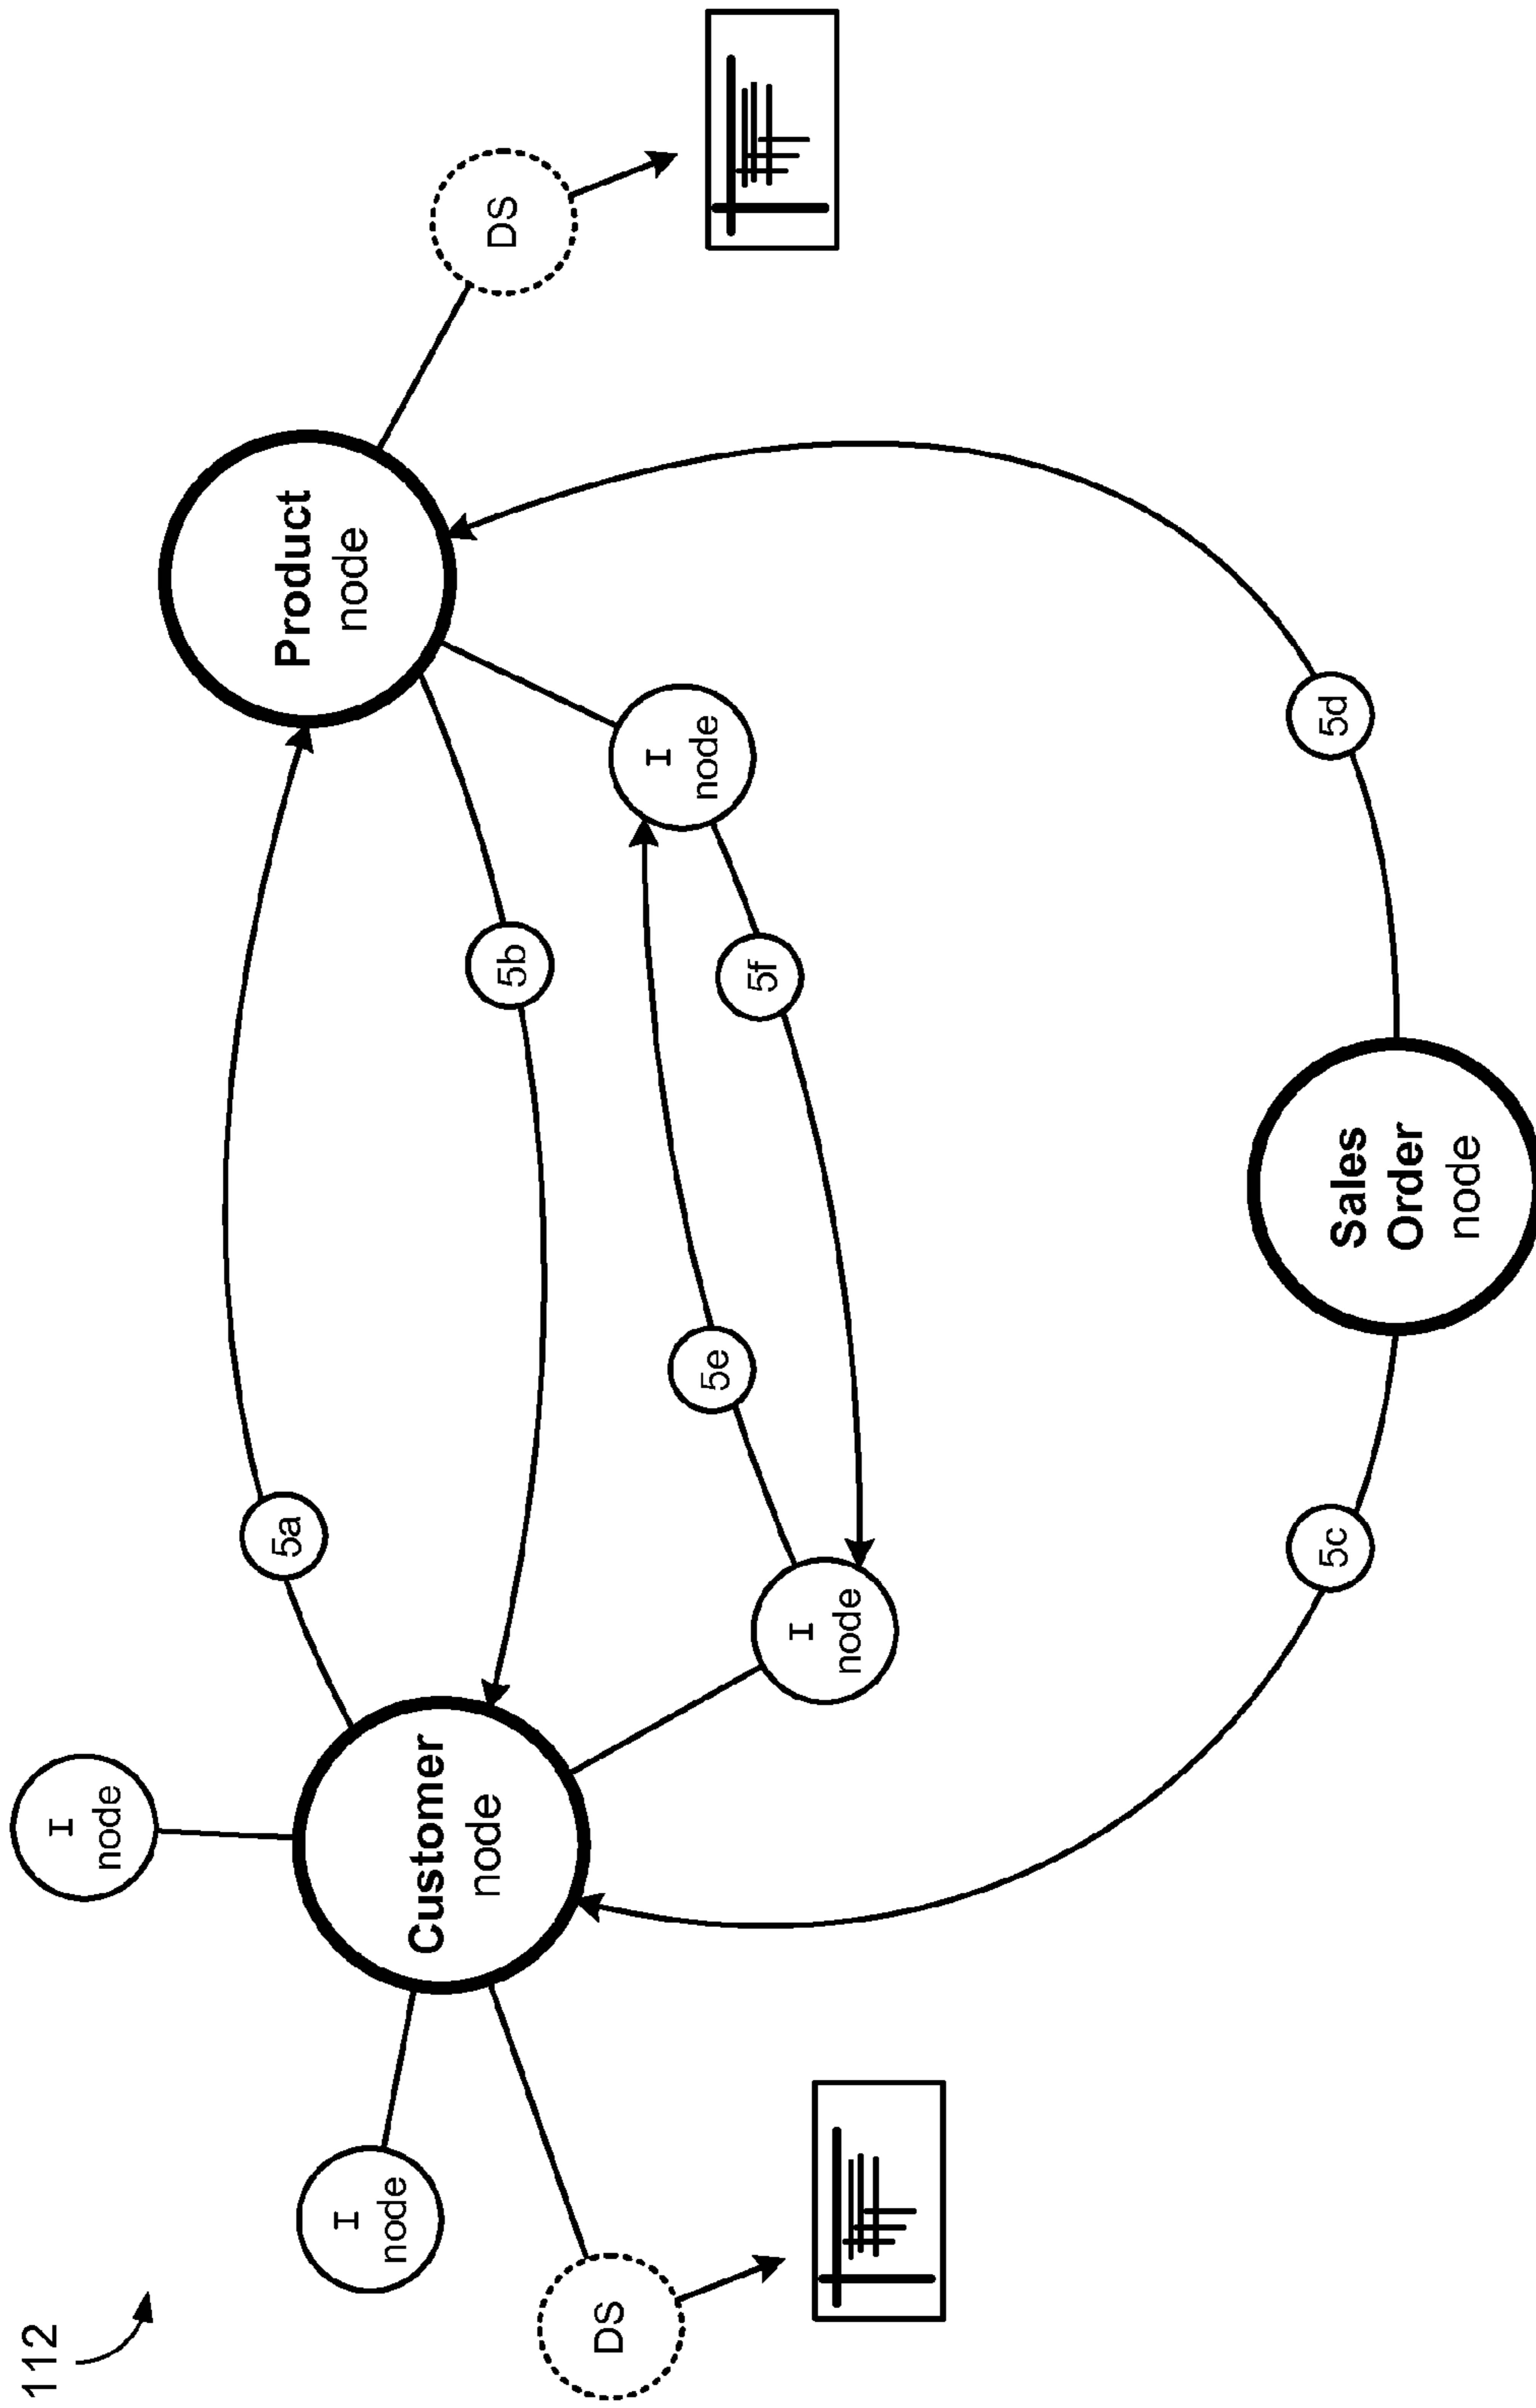 112
I
node
I
node
DS
Customer
node
5a
5b
I
node
5e
5f
I
node
Product
node
DS
5c
Sales
Order
node
5d